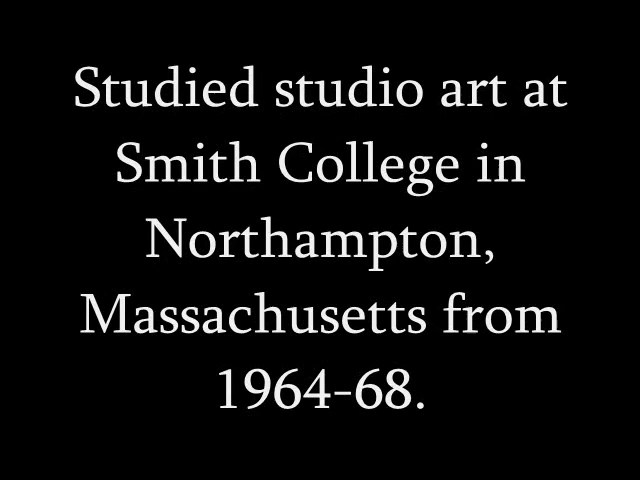 Studied studio art at
Smith College in
Northampton,
Massachusetts from
1964-68.